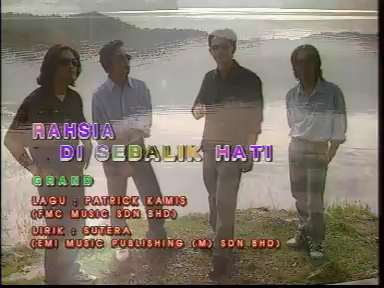 RAHSIA
DI SEBALIK HATI
GRAND
LAGU : PATRICK KAMIS
(FMC MUSIC SDN BHD)
LIRIK : SUTERA
(EMI MUSIC PUBLISHING (M) SDN BHD)